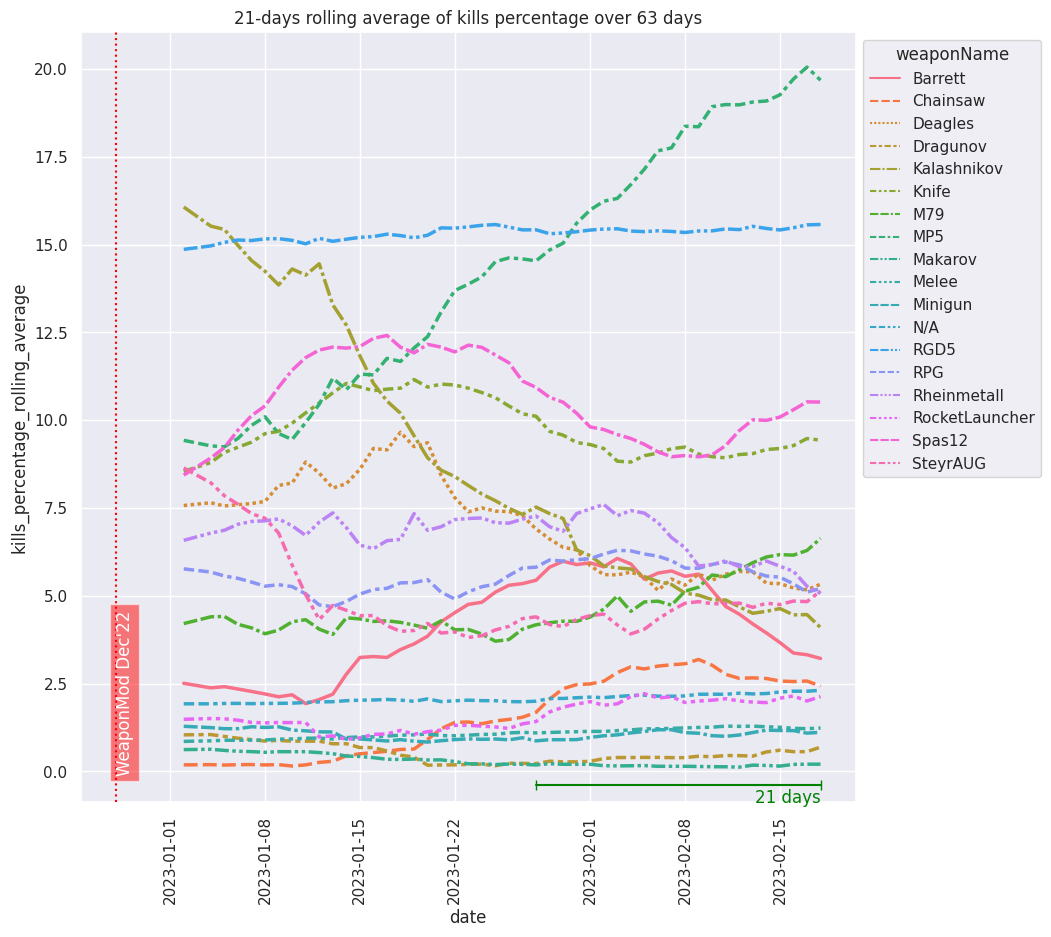 21-days rolling average of kills percentage over 63 days
kills_percentage_rolling_average
20.0
17.5
15.0
12.5
10.0
7.5
5.0
2.5
0.0
WeaponMod Dec'22
21 days
2023-01-01
2023-01-08
2023-01-15
2023-01-22
2023-02-01
2023-02-08
2023-02-15
date
weaponName
Barrett
Chainsaw
Deagles
Dragunov
Kalashnikov
Knife
M79
MP5
Makarov
Melee
Minigun
N/A
RGD5
RPG
Rheinmetall
RocketLauncher
Spas12
SteyrAUG